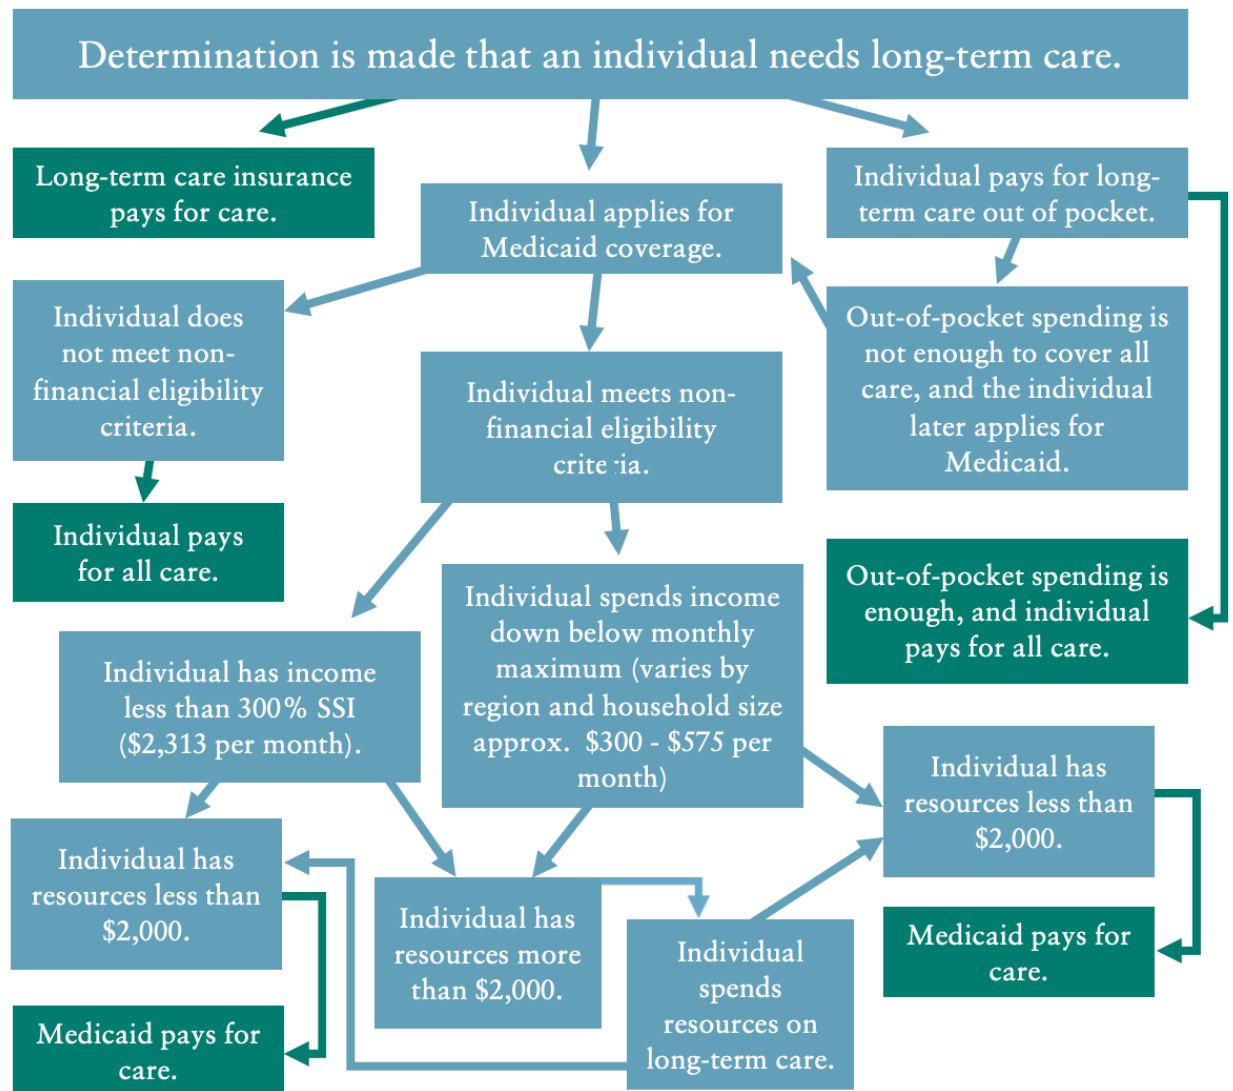 Determination is made that an individual needs long-term care.
Long-term care insurance
pays for care.
Individual applies for
Medicaid coverage.
Individual pays for long-
term care out of pocket.
Individual does
not meet non-
financial eligibility
criteria.
Individual meets non-
financial eligibility
criteria.
Out-of-pocket spending is
not enough to cover all
care, and the individual
later applies for
Medicaid.
Individual pays
for all care.
Out-of-pocket spending is
enough, and individual
pays for all care.
Individual has income
less than 300% SSI
($2,313 per month).
Individual spends income
down below monthly
maximum (varies by
region and household size
approx.  $300 - $575 per
month)
Individual has
resources less than
$2,000.
Individual has
resources less than
$2,000.
Individual has
resources more
than $2,000.
Individual
spends
resources on
long-term care.
Medicaid pays for
care.
Medicaid pays for
care.